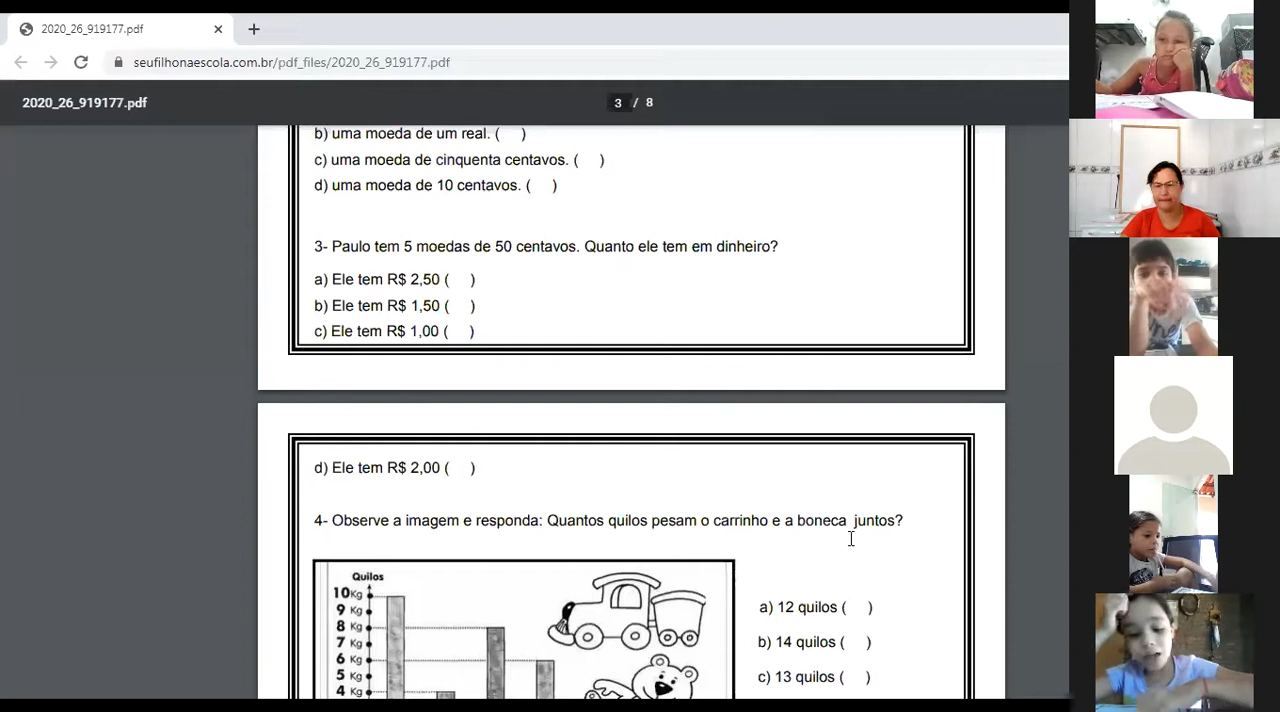 2020_26_919177.pdf
seufilhonaescola.com.br/pdf_files/2020_26_919177.pdf
2020_26_919177.pdf
3 / 8
b) uma moeda de um real. ( )
c) uma moeda de cinquenta centavos. ( )
d) uma moeda de 10 centavos. ( )
3- Paulo tem 5 moedas de 50 centavos. Quanto ele tem em dinheiro?
a) Ele tem R$ 2,50 ( )
b) Ele tem R$ 1,50 ( )
c) Ele tem R$ 1,00 ( )
d) Ele tem R$ 2,00 ( )
4- Observe a imagem e responda: Quantos quilos pesam o carrinho e a boneca juntos?
Quilos
10Kg
9 Kg
8 Kg
7 Kg
6 Kg
5 Kg
4 Kg
a) 12 quilos ( )
b) 14 quilos ( )
c) 13 quilos ( )